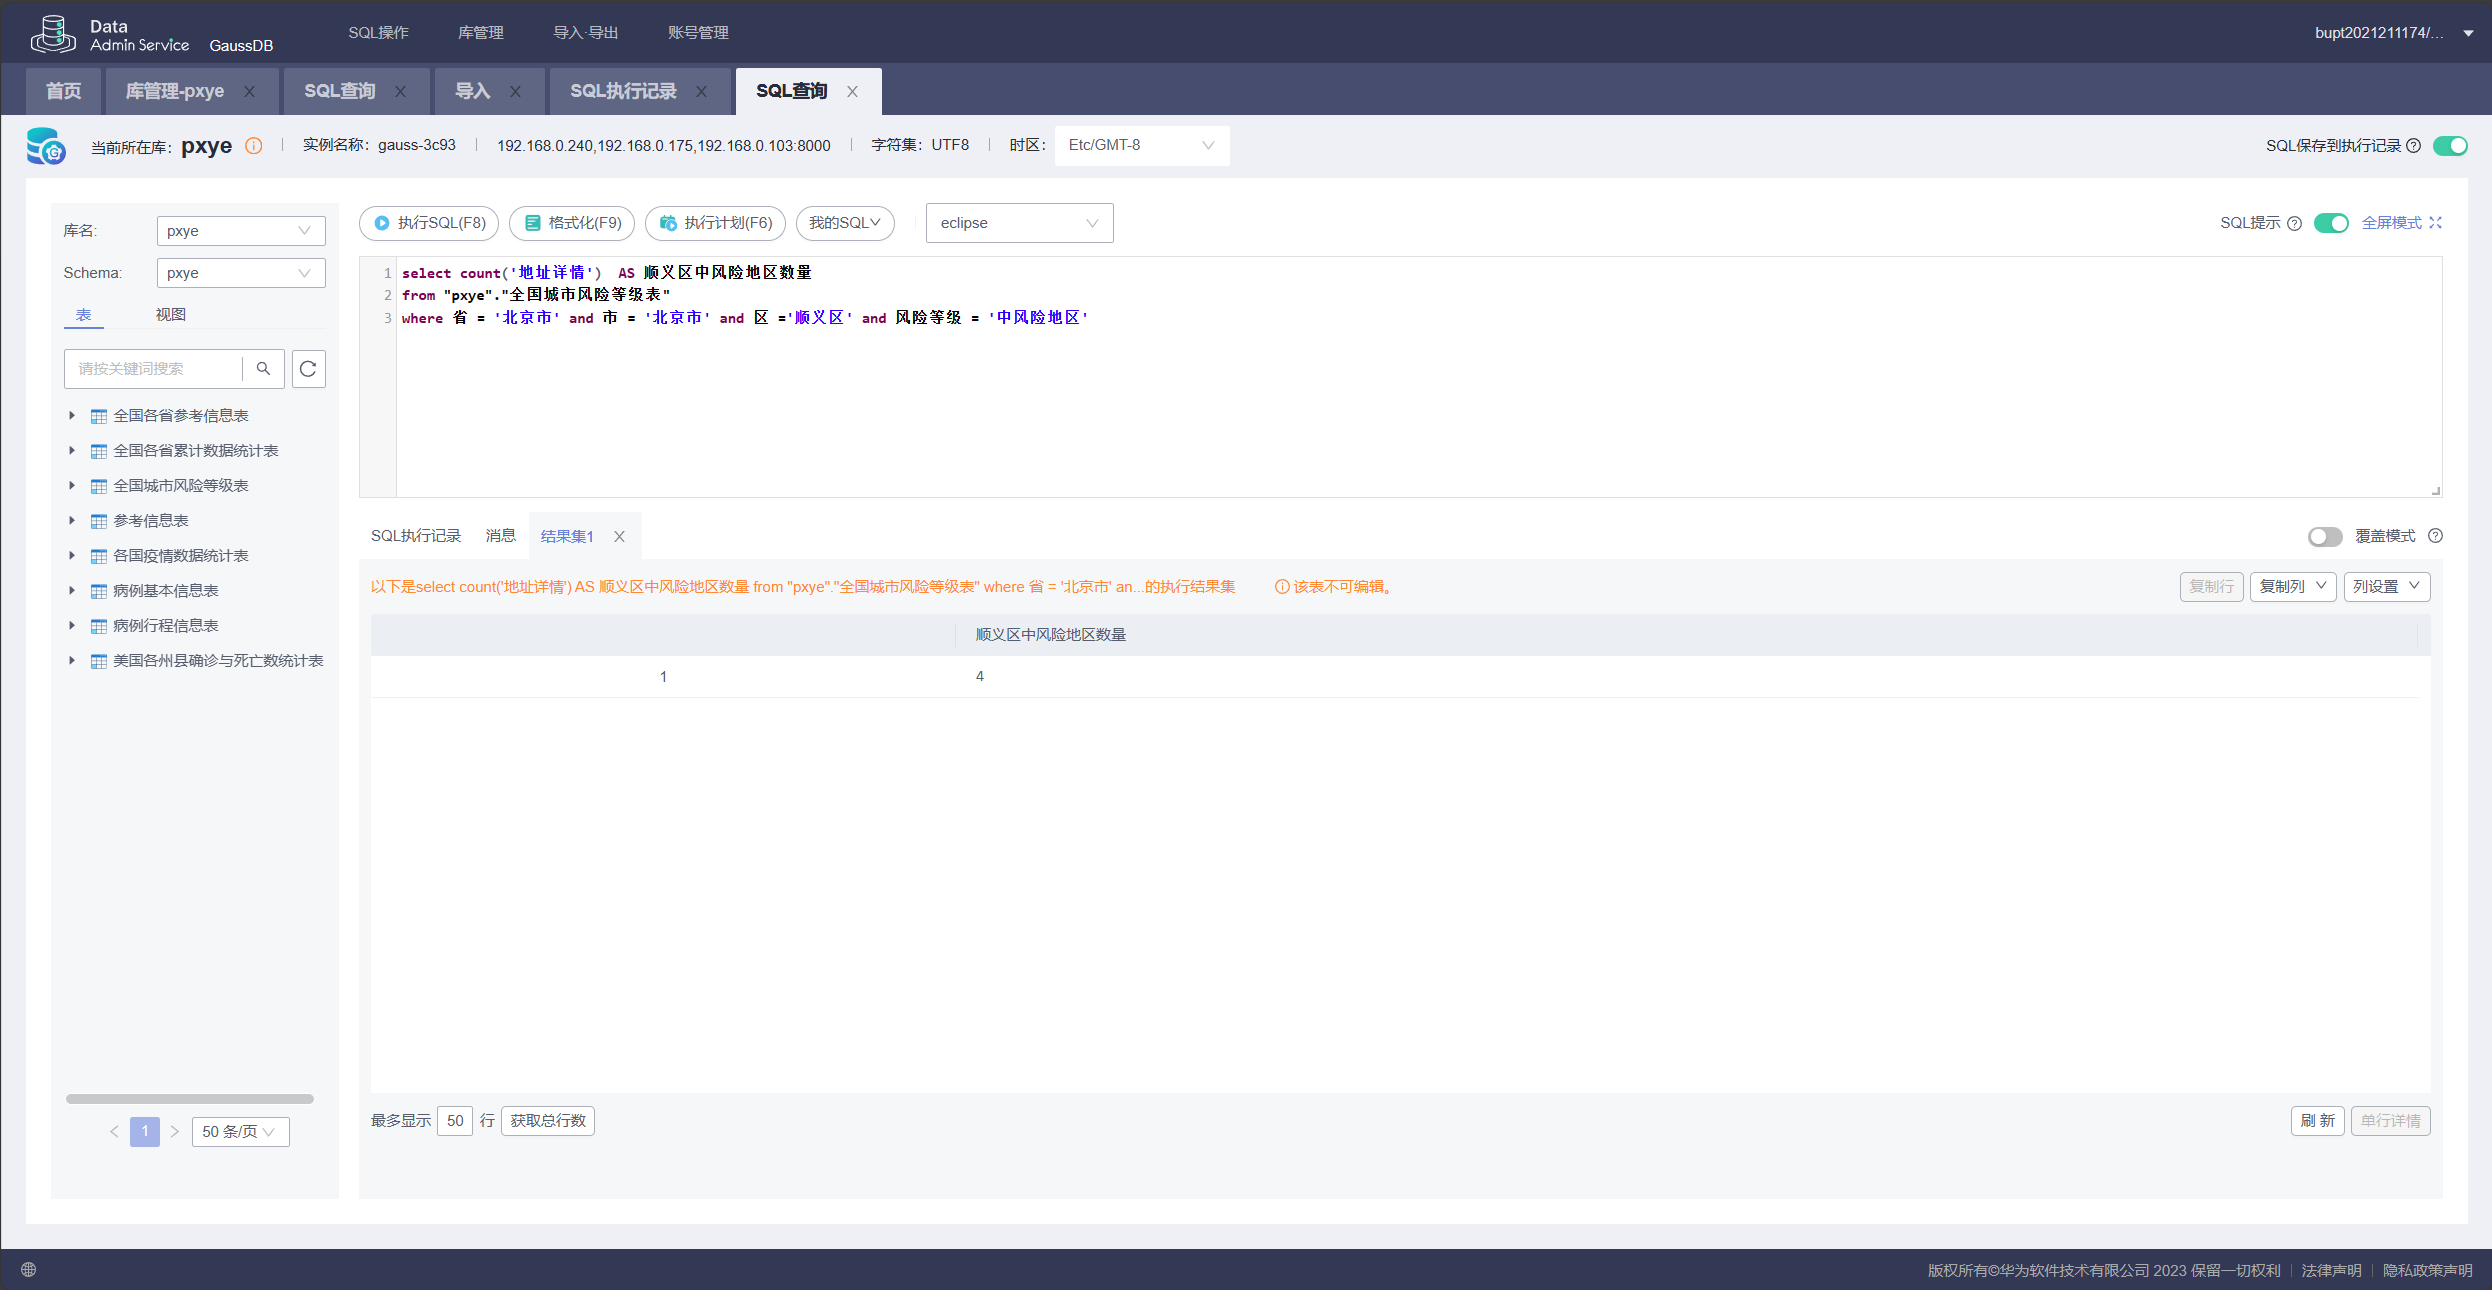 Data
Admin Service GaussDB SQL操作 库管理 导入·导出 账号管理 bupt2021211174/...
首页 库管理-pxye SQL查询 导入 SQL执行记录 SQL查询
当前所在库: pxye 实例名称: gauss-3c93 192.168.0.240,192.168.0.175,192.168.0.103:8000 字符集: UTF8 时区: Etc/GMT-8 SQL保存到执行记录
库名: pxye
Schema: pxye
表 视图
请按关键词搜索
全国各省参考信息表
全国各省累计数据统计表
全国城市风险等级表
参考信息表
各国疫情数据统计表
病例基本信息表
病例行程信息表
美国各州县确诊与死亡数统计表
1 50 条/页
执行SQL(F8) 格式化(F9) 执行计划(F6) 我的SQL eclipse SQL提示 全屏模式
1 select count('地址详情') AS 顺义区中风险地区数量
2 from "pxye"."全国城市风险等级表"
3 where 省 = '北京市' and 市 = '北京市' and 区 ='顺义区' and 风险等级 = '中风险地区'
SQL执行记录 消息 结果集1 覆盖模式
以下是select count('地址详情') AS 顺义区中风险地区数量 from "pxye"."全国城市风险等级表" where 省 = '北京市' an...的执行结果集 该表不可编辑。 复制行 复制列 列设置
顺义区中风险地区数量
1 4
最多显示 50 行 获取总行数 刷 新 单行详情
版权所有©华为软件技术有限公司 2023 保留一切权利 法律声明 隐私政策声明